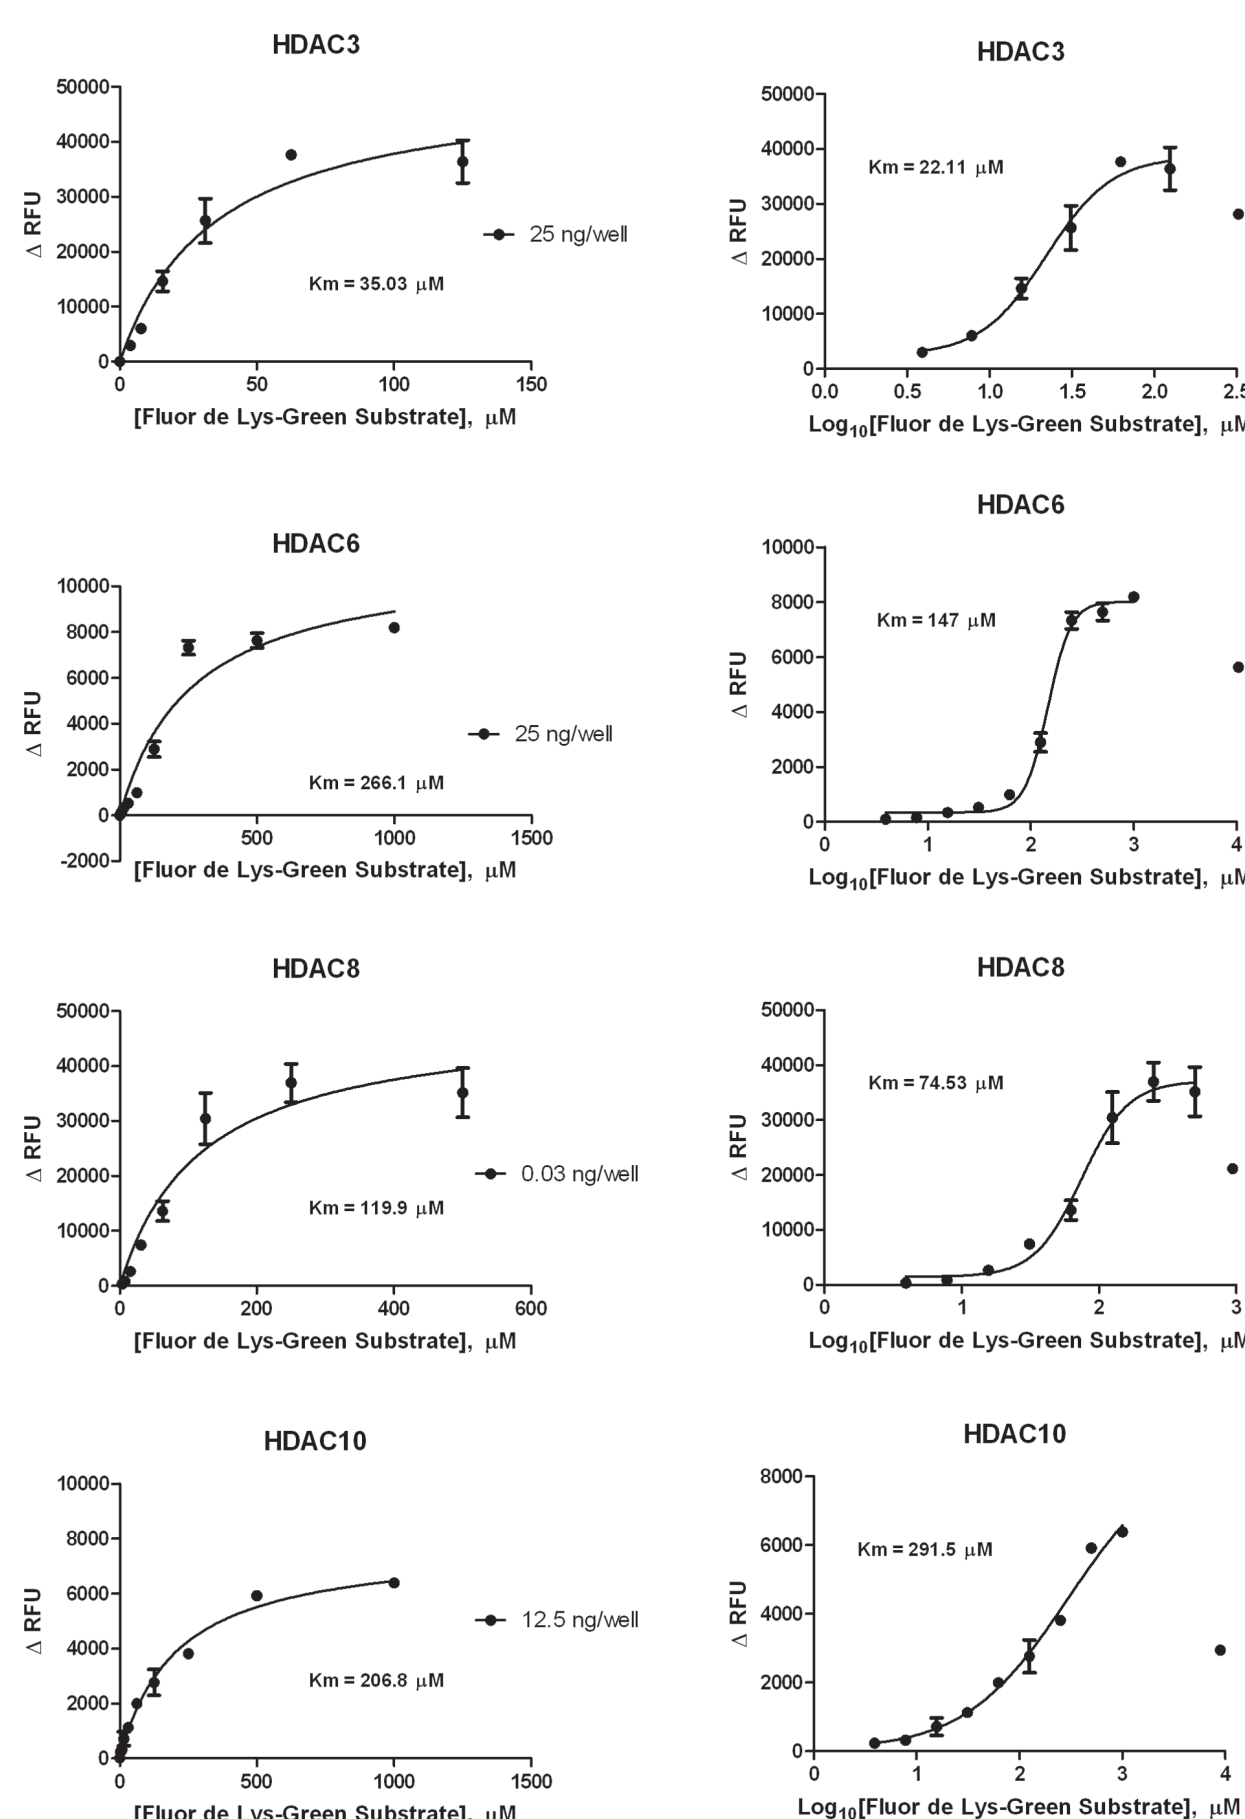 HDAC3
50000
40000
30000
20000
10000
0
Δ RFU
0 50 100 150
[Fluor de Lys-Green Substrate], μM
25 ng/well
Km = 35.03 μM
HDAC3
50000
40000
30000
20000
10000
0
Δ RFU
0.0 0.5 1.0 1.5 2.0 2.5
Log10[Fluor de Lys-Green Substrate], μM
Km = 22.11 μM
HDAC6
10000
8000
6000
4000
2000
0
-2000
Δ RFU
500 1000 1500
[Fluor de Lys-Green Substrate], μM
25 ng/well
Km = 266.1 μM
HDAC6
10000
8000
6000
4000
2000
0
Δ RFU
0 1 2 3 4
Log10[Fluor de Lys-Green Substrate], μM
Km = 147 μM
HDAC8
50000
40000
30000
20000
10000
0
Δ RFU
0 200 400 600
[Fluor de Lys-Green Substrate], μM
0.03 ng/well
Km = 119.9 μM
HDAC8
50000
40000
30000
20000
10000
0
Δ RFU
0 1 2 3
Log10[Fluor de Lys-Green Substrate], μM
Km = 74.53 μM
HDAC10
10000
8000
6000
4000
2000
0
Δ RFU
0 500 1000 1500
[Fluor de Lys-Green Substrate], μM
12.5 ng/well
Km = 206.8 μM
HDAC10
8000
6000
4000
2000
0
Δ RFU
0 1 2 3 4
Log10[Fluor de Lys-Green Substrate], μM
Km = 291.5 μM